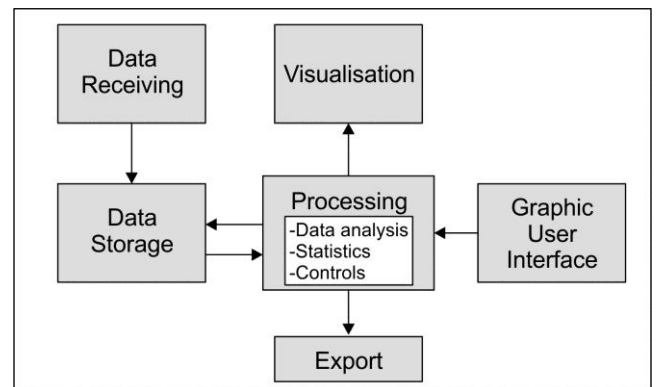 Data
Receiving
Visualisation
Data
Storage
Processing
-Data analysis
-Statistics
-Controls
Graphic
User
Interface
Export